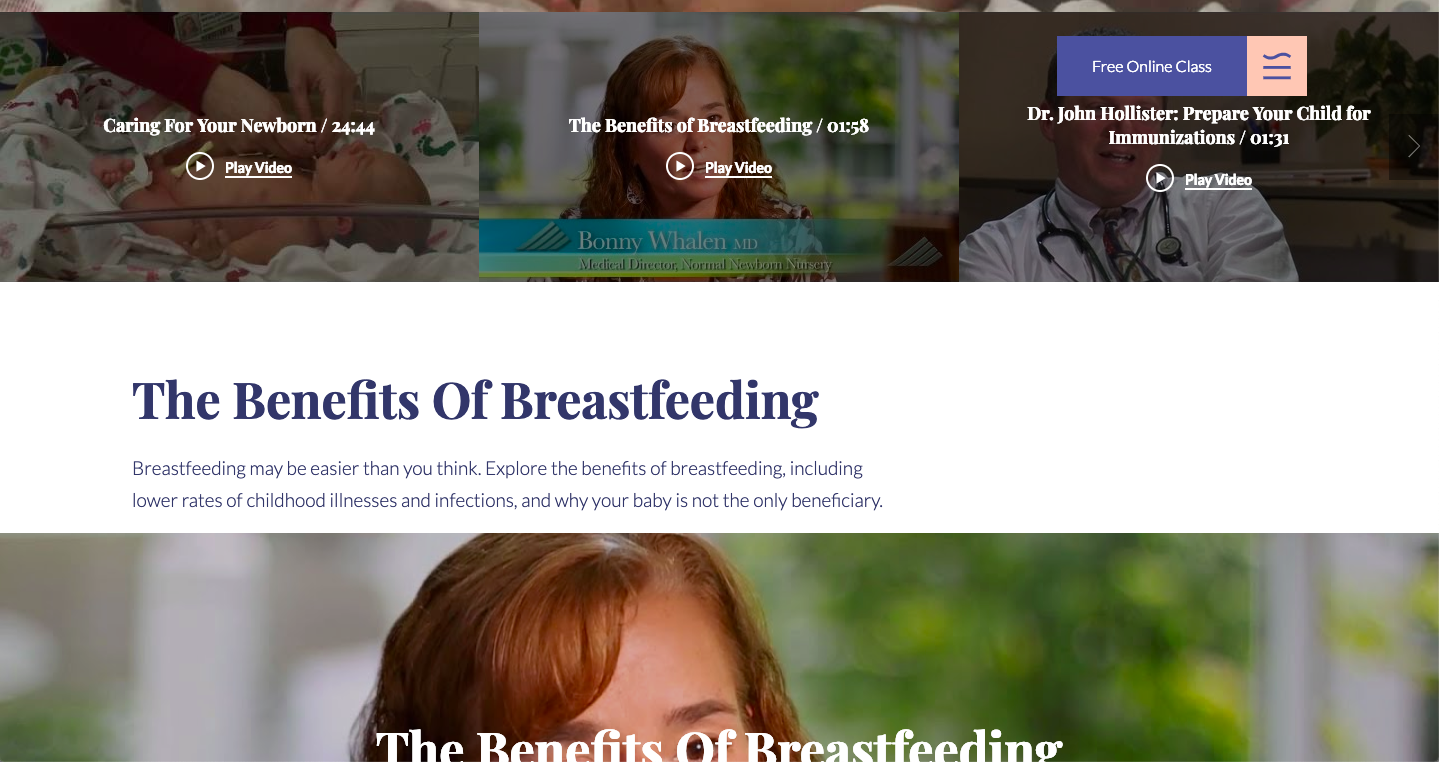 Free Online Class
Caring For Your Newborn / 24:44
Play Video
The Benefits of Breastfeeding / 01:58
Play Video
Bonny Whalen MD
Medical Director, Normal Newborn Nursery
Dr. John Hollister: Prepare Your Child for
Immunizations / 01:31
Play Video
The Benefits Of Breastfeeding
Breastfeeding may be easier than you think. Explore the benefits of breastfeeding, including
lower rates of childhood illnesses and infections, and why your baby is not the only beneficiary.
The Benefits Of Breastfeeding